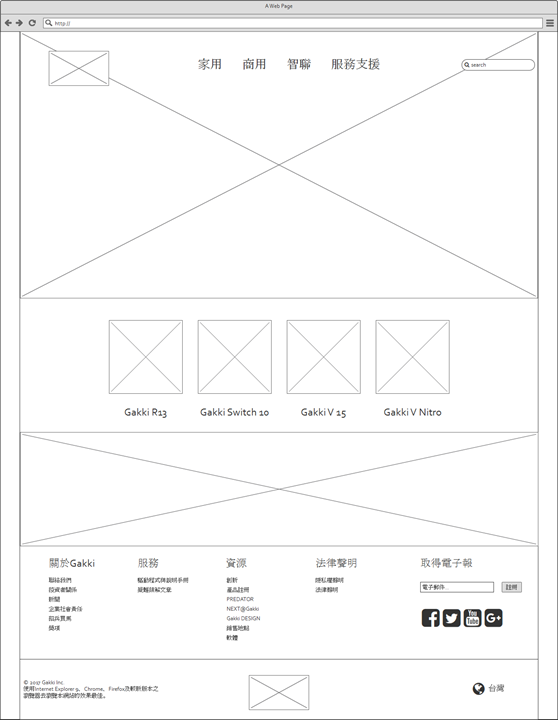 A Web Page
http://
家用 商用 智聯 服務支援
search
Gakki R13 Gakki Switch 10 Gakki V 15 Gakki V Nitro
關於Gakki 服務 資源 法律聲明 取得電子報
聯絡我們 驅動程式與說明手冊 創新 隱私權聲明
投資者關係 疑難排解文章 產品註冊 法律聲明
電子郵件... 註冊
新聞 PREDATOR
企業社會責任 NEXT@Gakki
招兵買馬 Gakki DESIGN
獎項 銷售地點
軟體
You Tube
© 2017 Gakki Inc.
使用Internet Explorer 9、Chrome、Firefox及較新版本之
瀏覽器去瀏覽本網站的效果最佳。
台灣